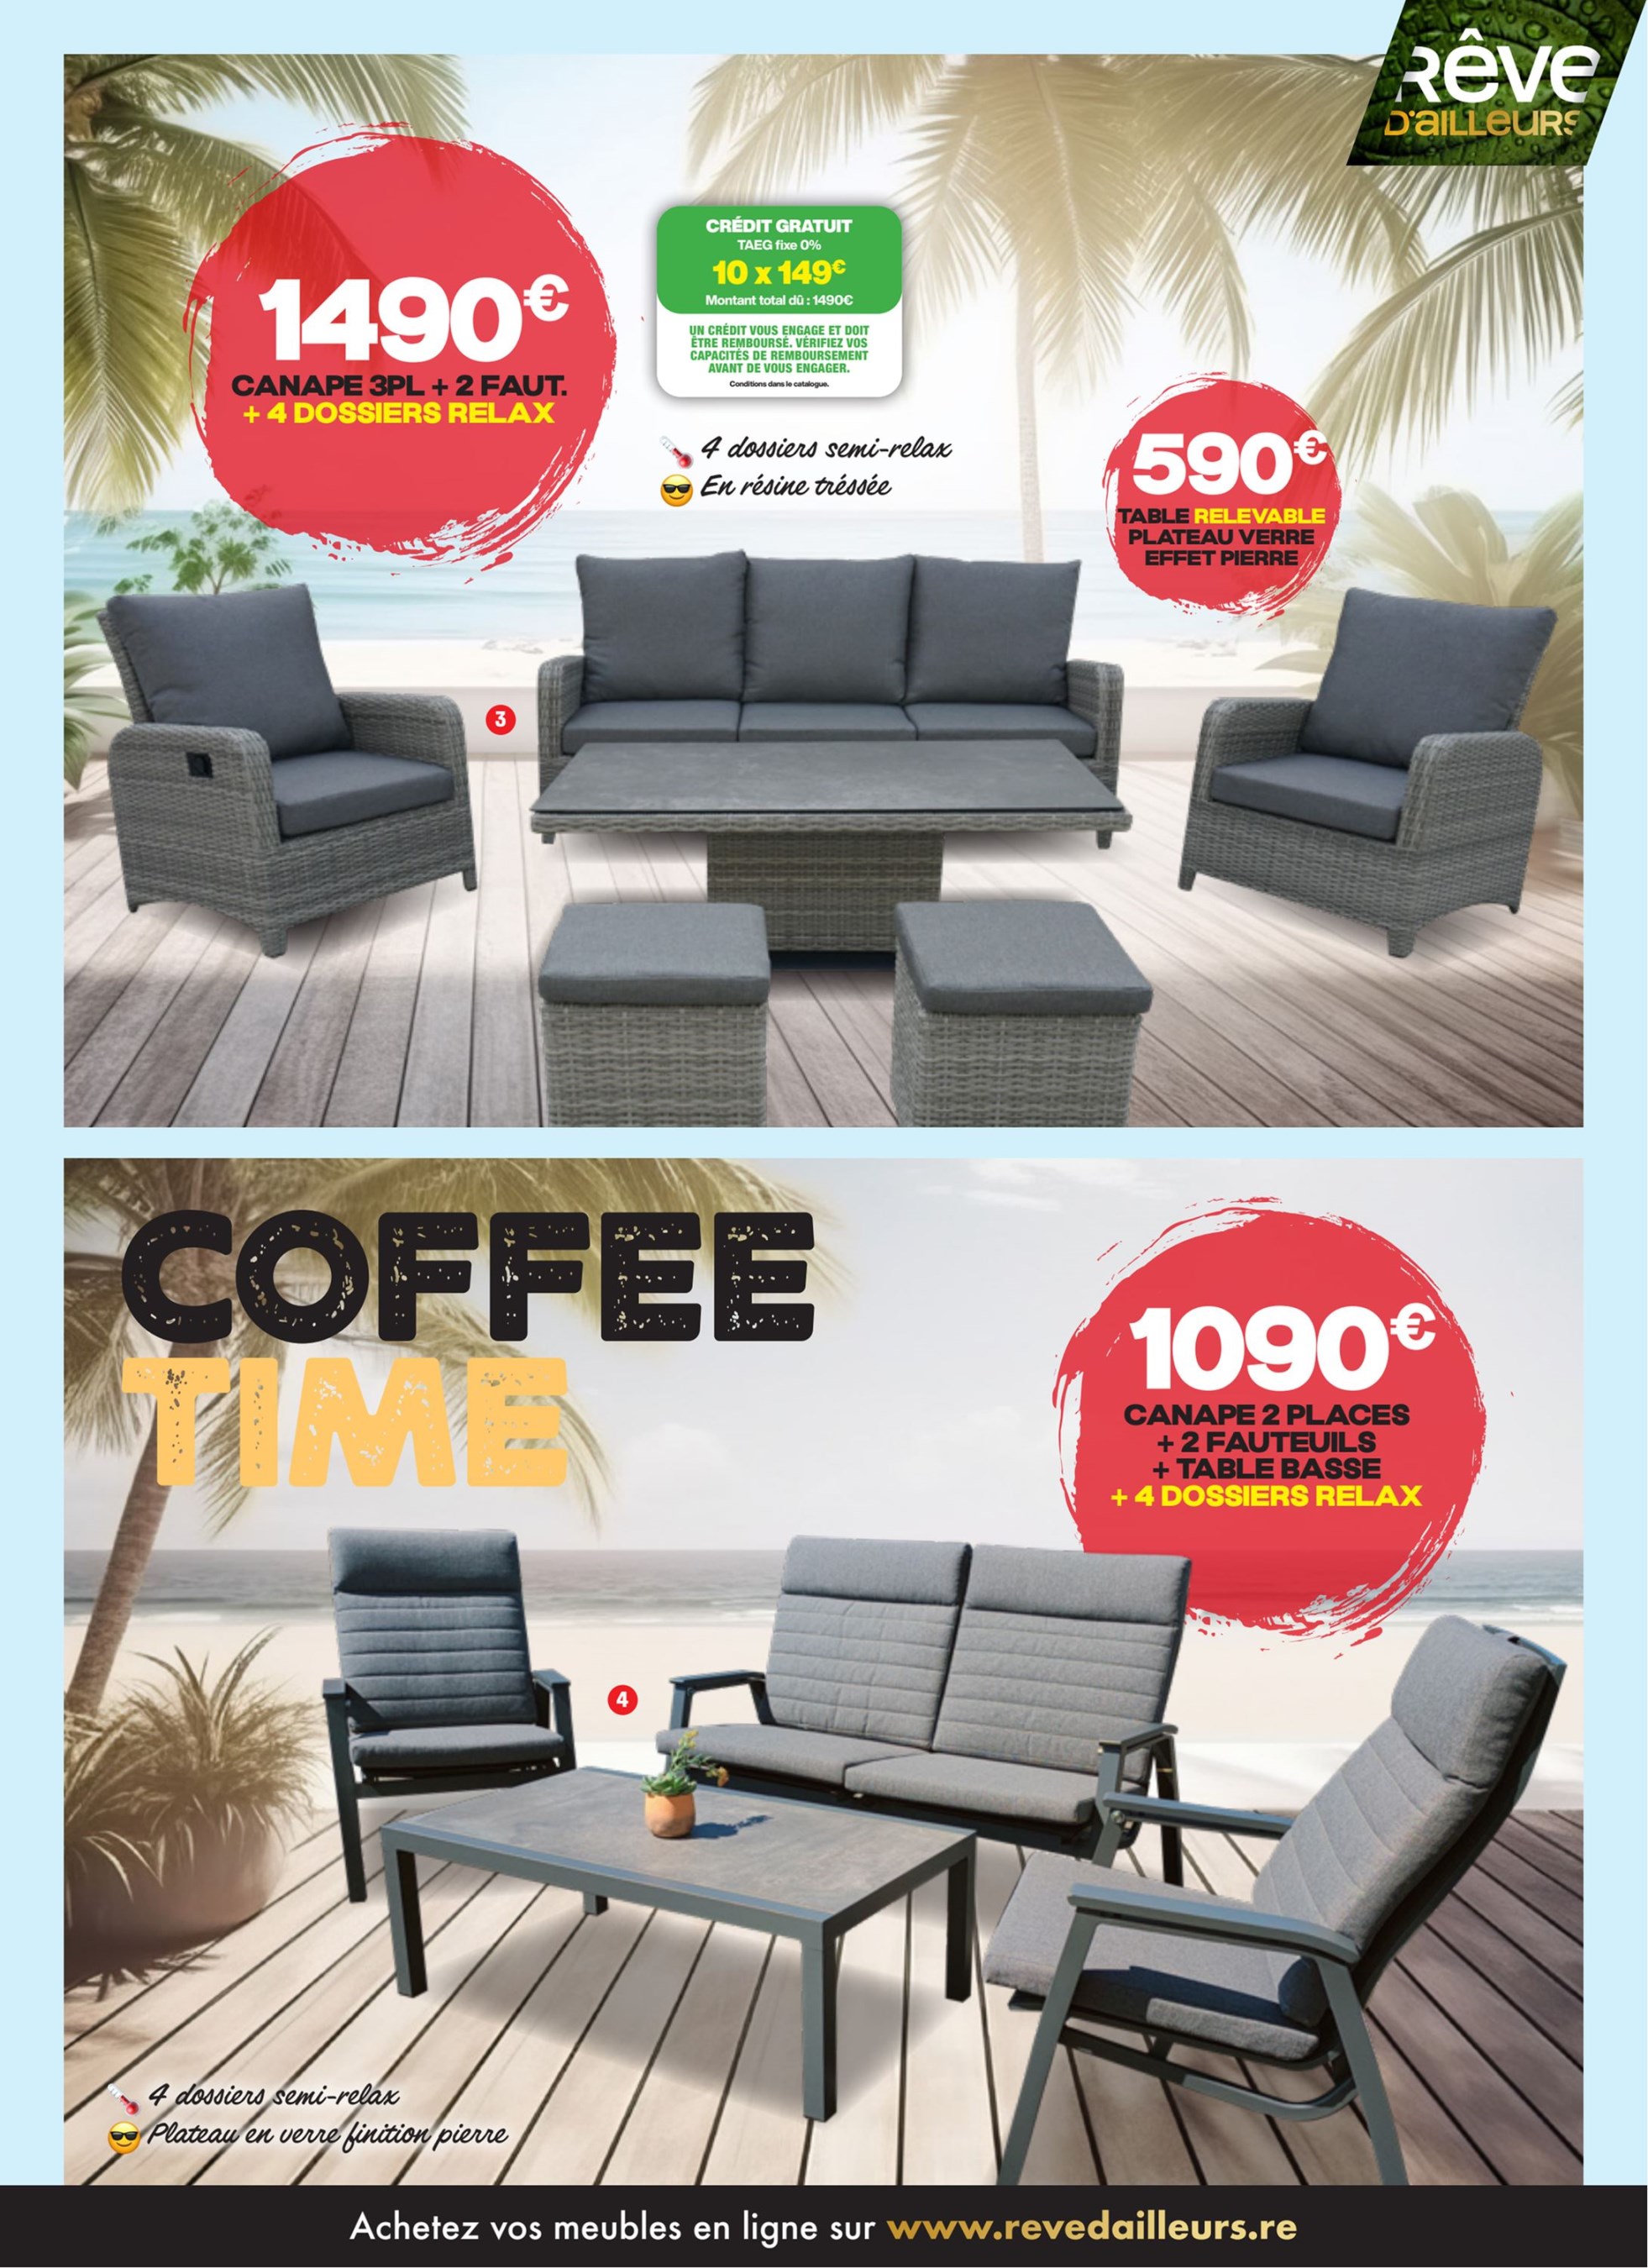 Rêve
D'AILLEURS
1490€
CANAPE 3PL + 2 FAUT.
+ 4 DOSSIERS RELAX
CRÉDIT GRATUIT
TAEG fixe 0%
10 x 149€
Montant total dû : 1490€
UN CRÉDIT VOUS ENGAGE ET DOIT
ÊTRE REMBOURSÉ. VÉRIFIEZ VOS
CAPACITÉS DE REMBOURSEMENT
AVANT DE VOUS ENGAGER.
Conditions dans le catalogue.
4 dossiers semi-relax
En résine tréssée
590€
TABLE RELEVABLE
PLATEAU VERRE
EFFET PIERRE
3
COFFEE
TIME
1090€
CANAPE 2 PLACES
+ 2 FAUTEUILS
+ TABLE BASSE
+ 4 DOSSIERS RELAX
4
4 dossiers semi-relax
Plateau en verre finition pierre
Achetez vos meubles en ligne sur www.revedailleurs.re